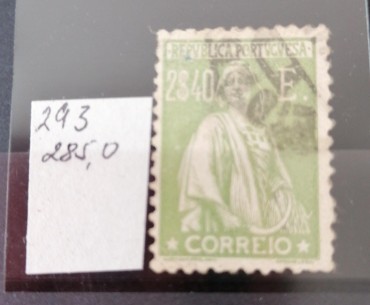 293
285,0
REPUBLICA PORTUGUESA
2$40 E.
CORREIO